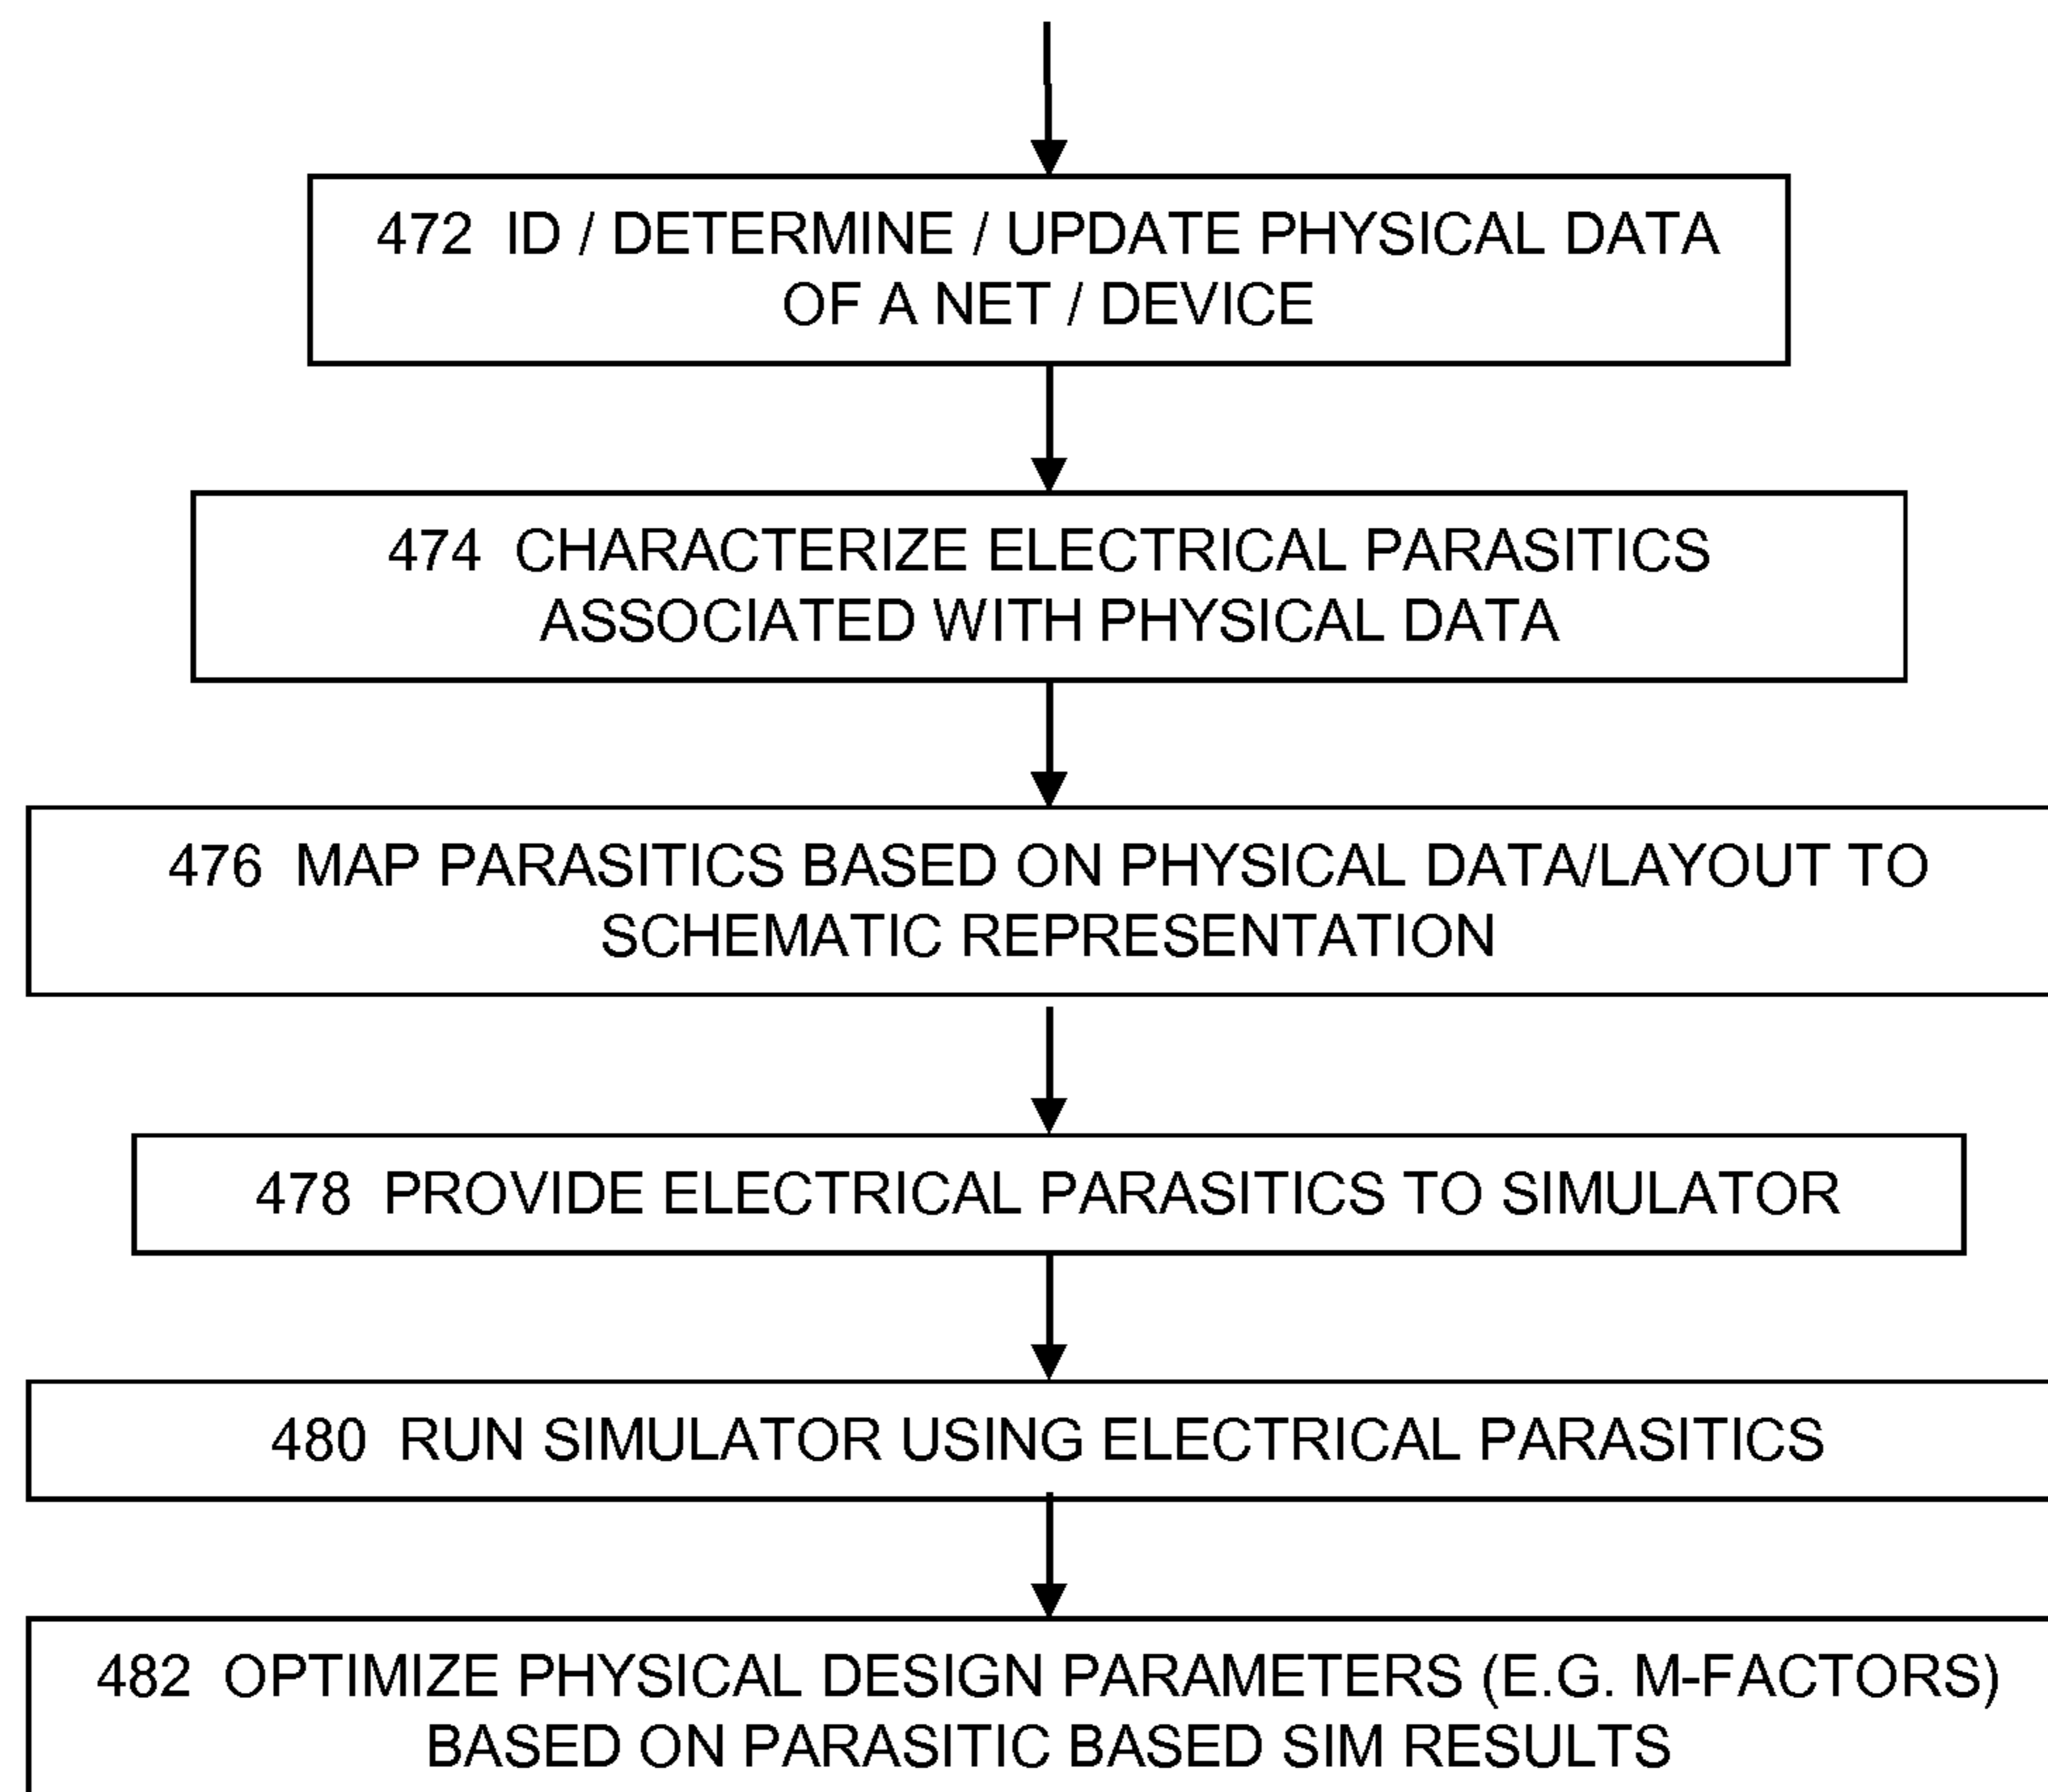 472 ID / DETERMINE / UPDATE PHYSICAL DATA
OF A NET / DEVICE
474 CHARACTERIZE ELECTRICAL PARASITICS
ASSOCIATED WITH PHYSICAL DATA
476 MAP PARASITICS BASED ON PHYSICAL DATA/LAYOUT TO
SCHEMATIC REPRESENTATION
478 PROVIDE ELECTRICAL PARASITICS TO SIMULATOR
480 RUN SIMULATOR USING ELECTRICAL PARASITICS
482 OPTIMIZE PHYSICAL DESIGN PARAMETERS (E.G. M-FACTORS)
BASED ON PARASITIC BASED SIM RESULTS